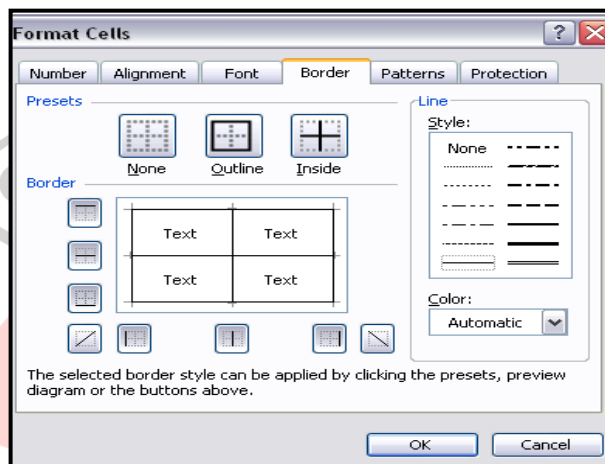 Format Cells
Number Alignment Font Border Patterns Protection
Presets
None Outline Inside
Border
Text Text
Text Text
Line
Style:
None
Color:
Automatic
The selected border style can be applied by clicking the presets, preview
diagram or the buttons above.
OK Cancel